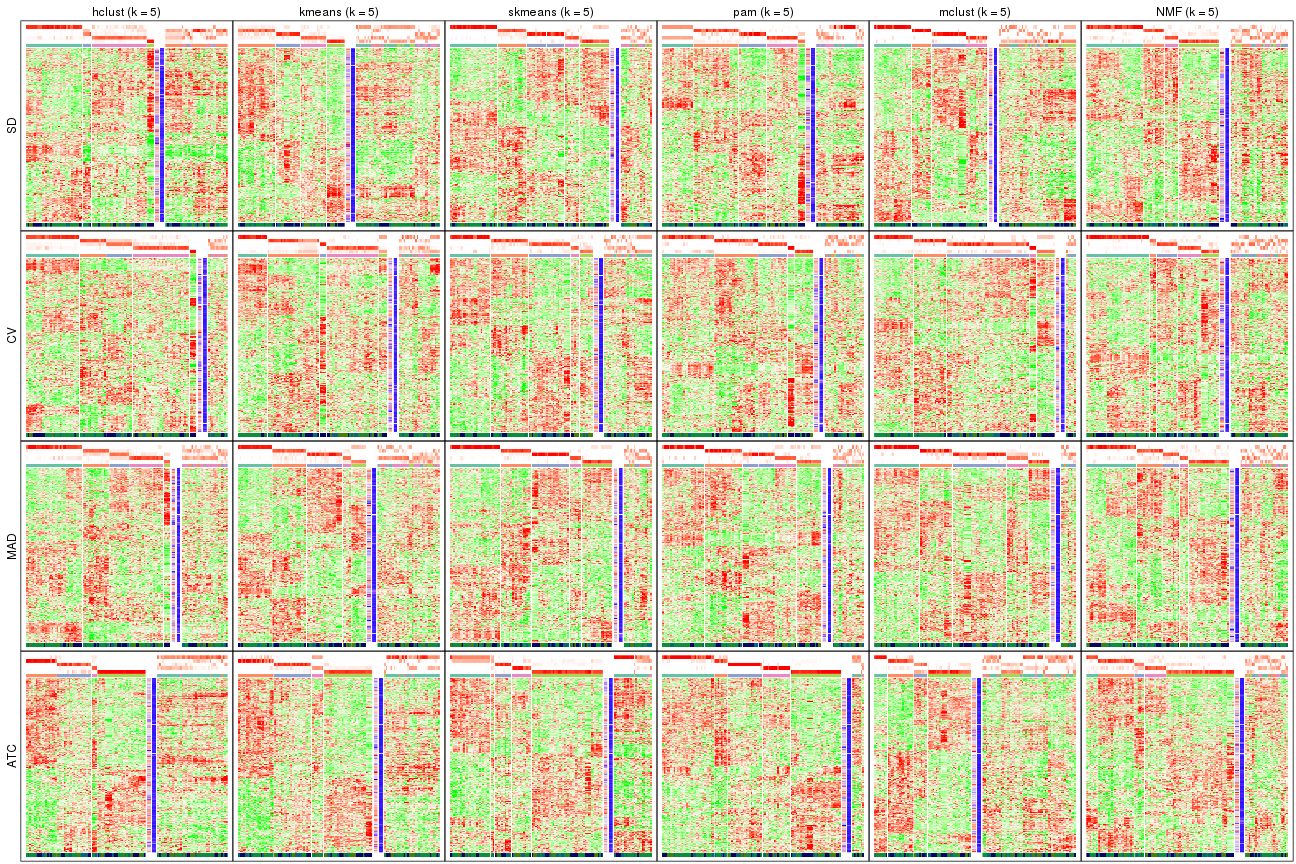 hclust (k = 5) kmeans (k = 5) skmeans (k = 5) pam (k = 5) mclust (k = 5) NMF (k = 5)
SD
CV
MAD
ATC